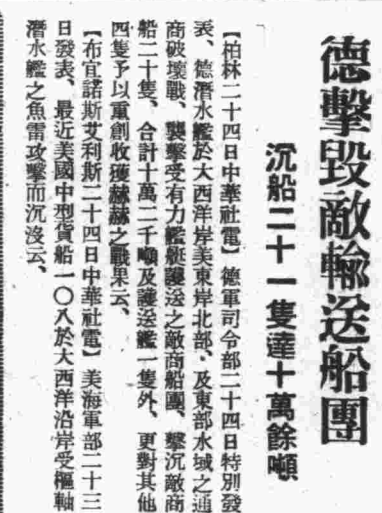 德擊毀敵輸送船團
沉船二十一隻達十萬餘噸
【柏林二十四日中華社電】德軍司令部二十四日特別發
表、德潛水艦於大西洋岸美東岸北部、及東部水域之通
商破壞戰、襲擊受有力艦艇護送之敵商船團、擊沉敵商
船二十隻、合計十萬二千噸及護送艦一隻外、更對其他
四隻予以重創收獲赫赫之戰果云、
【布宜諾斯艾利斯二十四日中華社電】美海軍部二十三
日發表、最近美國中型貨船一〇八於大西洋沿岸受樞軸
潛水艦之魚雷攻擊而沉沒云、